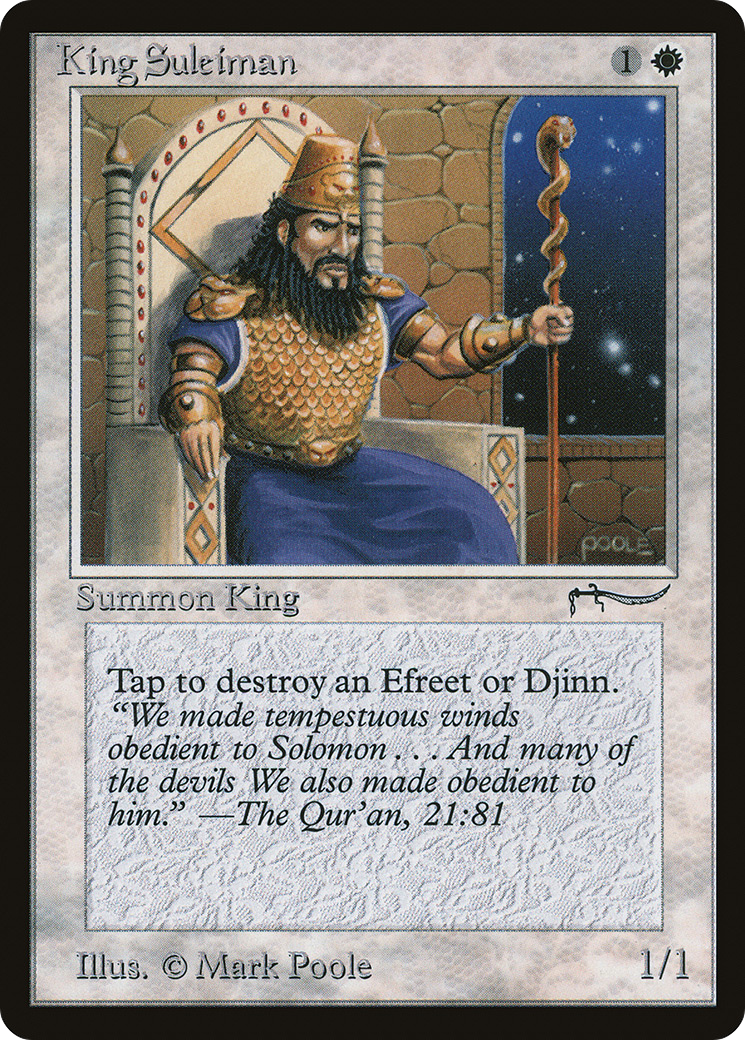 King Suleiman
1
POOLE
Summon King
Tap to destroy an Efreet or Djinn.
“We made tempestuous winds
obedient to Solomon . . . And many of
the devils We also made obedient to
him.” —The Qur’an, 21:81
Illus. © Mark Poole
1/1